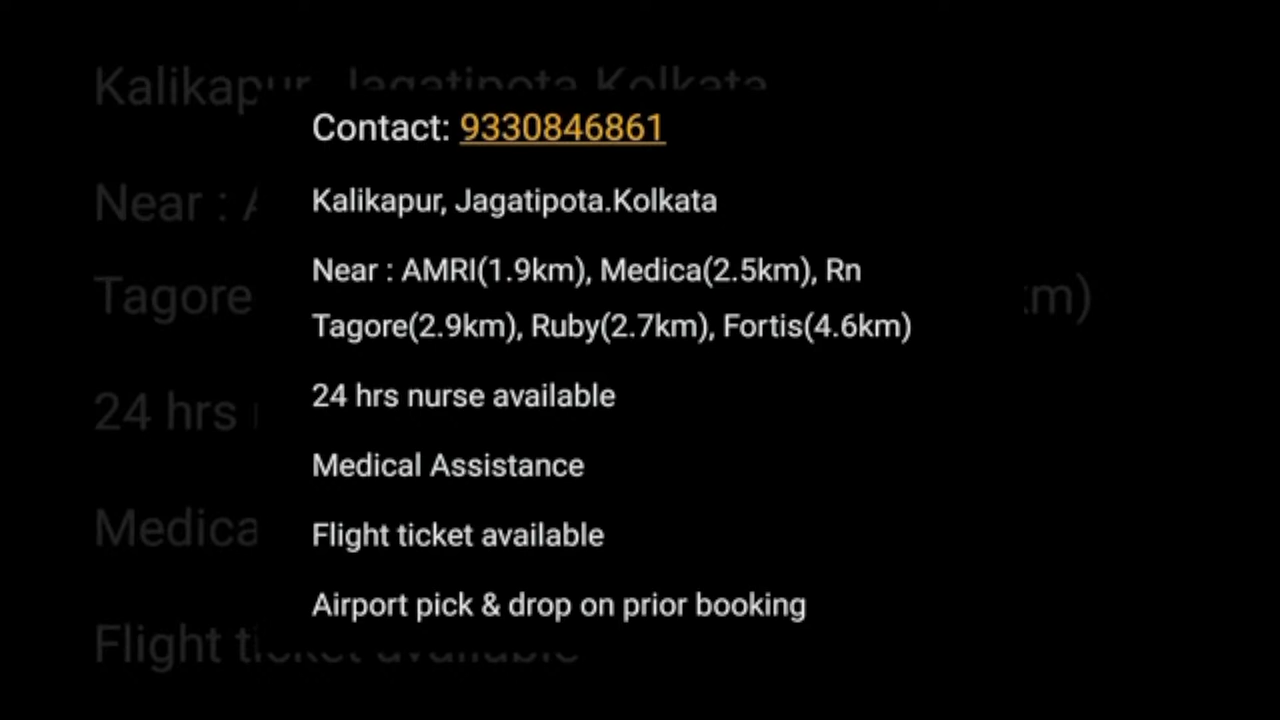 Contact: 9330846861
Kalikapur, Jagatipota.Kolkata
Near : AMRI(1.9km), Medica(2.5km), Rn
Tagore(2.9km), Ruby(2.7km), Fortis(4.6km)
24 hrs nurse available
Medical Assistance
Flight ticket available
Airport pick & drop on prior booking